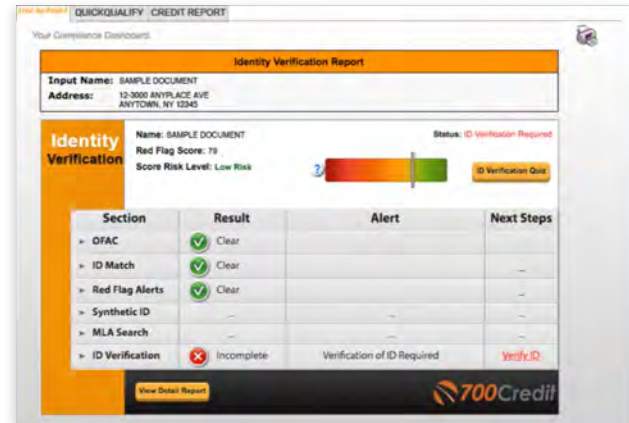 QUICKQUALIFY CREDIT REPORT
Your Compliance Dashboard
Identity Verification Report
Input Name: SAMPLE DOCUMENT
Address: 12-3000 ANYPLACE AVE
ANYTOWN, NY 12345
Identity
Verification
Name: SAMPLE DOCUMENT
Red Flag
Score: 79
Score Risk Level: Low Risk
Status: ID Verification Required
?
ID Verification Quiz
Section Result Alert Next Steps
OFAC Clear
ID Match Clear –
Red Flag Alerts Clear –
Synthetic ID – – –
MLA Search – – –
ID Verification Incomplete Verification of ID Required Verify ID
View Detail Report
700Credit